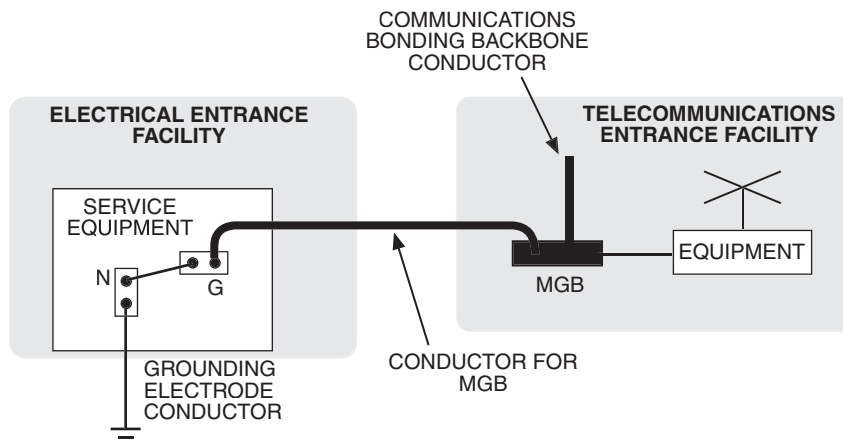 COMMUNICATIONS
BONDING BACKBONE
CONDUCTOR
ELECTRICAL ENTRANCE
FACILITY
TELECOMMUNICATIONS
ENTRANCE FACILITY
SERVICE
EQUIPMENT
N
G
MGB
EQUIPMENT
GROUNDING
ELECTRODE
CONDUCTOR
CONDUCTOR FOR
MGB